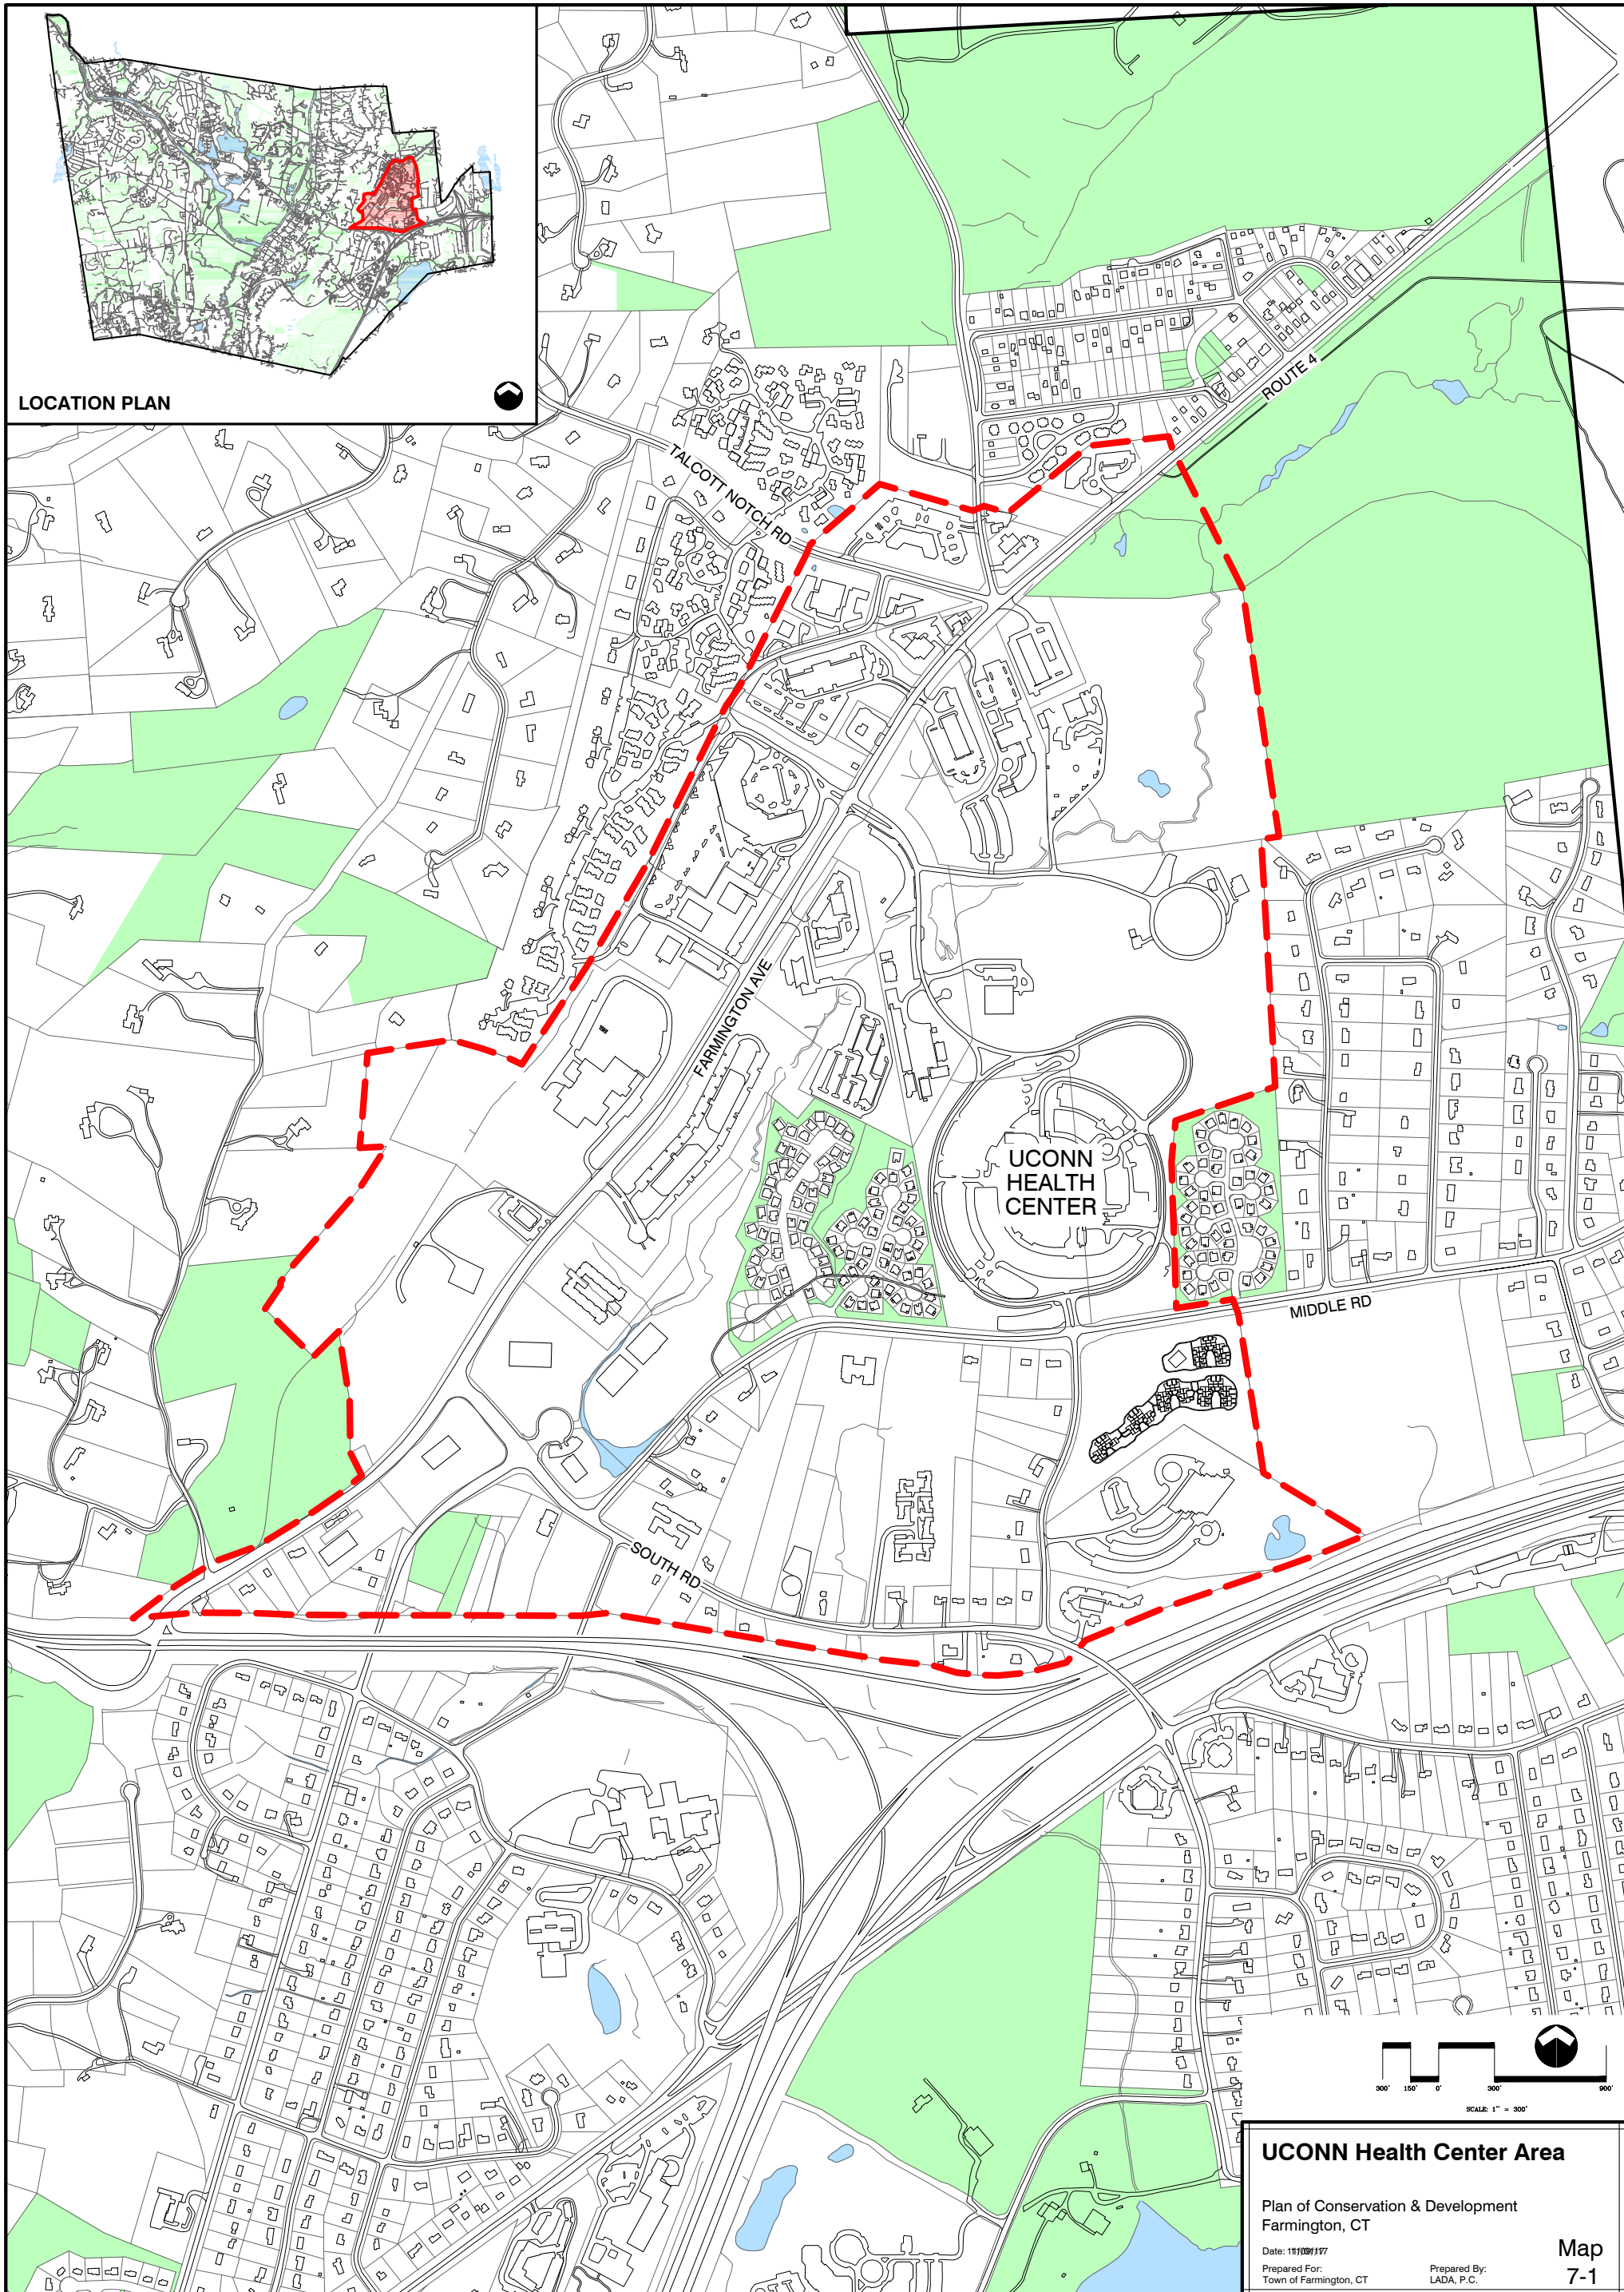 LOCATION PLAN
ROUTE 4
TALCOTT NOTCH RD
FARMINGTON AVE
UCONN
HEALTH
CENTER
MIDDLE RD
SOUTH RD
300' 150' 0' 300' 900'
SCALE: 1" = 300'
UCONN Health Center Area
Plan of Conservation & Development
Farmington, CT
Date:
Map
7-1
Prepared For:
Town of Farmington, CT
Prepared By:
LADA, P.C.